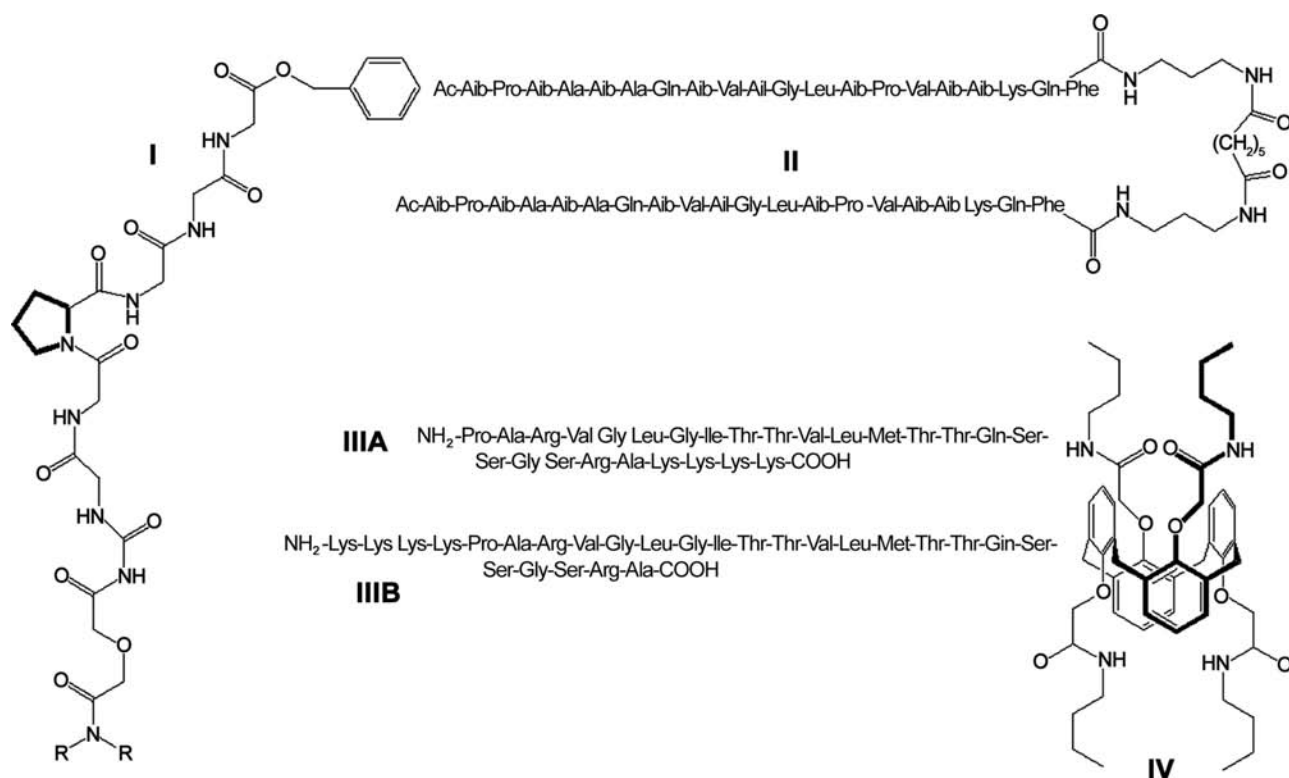 I
O
O
HN
O
NH
O
O
N
H
O
N
O
HN
O
HN
O
NH
O
O
O
N
R R
Ac-Aib-Pro-Aib-Ala-Aib-Ala-Gln-Aib-Val-Ail-Gly-Leu-Aib-Pro-Val-Aib-Aib-Lys-Gln-Phe
O
N
H
NH
O
(CH2)5
O
II
Ac-Aib-Pro-Aib-Ala-Aib-Ala-Gln-Aib-Val-Ail-Gly-Leu-Aib-Pro -Val-Aib-Aib Lys-Gln-Phe
O
H
N
NH
IIIA
NH2-Pro-Ala-Arg-Val Gly Leu-Gly-Ile-Thr-Thr-Val-Leu-Met-Thr-Thr-Gln-Ser-
Ser-Gly Ser-Arg-Ala-Lys-Lys-Lys-Lys-COOH
IIIB
NH2-Lys-Lys Lys-Lys-Pro-Ala-Arg-Val-Gly-Leu-Gly-Ile-Thr-Thr-Val-Leu-Met-Thr-Thr-Gin-Ser-
Ser-Gly-Ser-Arg-Ala-COOH
NH O O NH
O O
O O
O NH HN O
IV